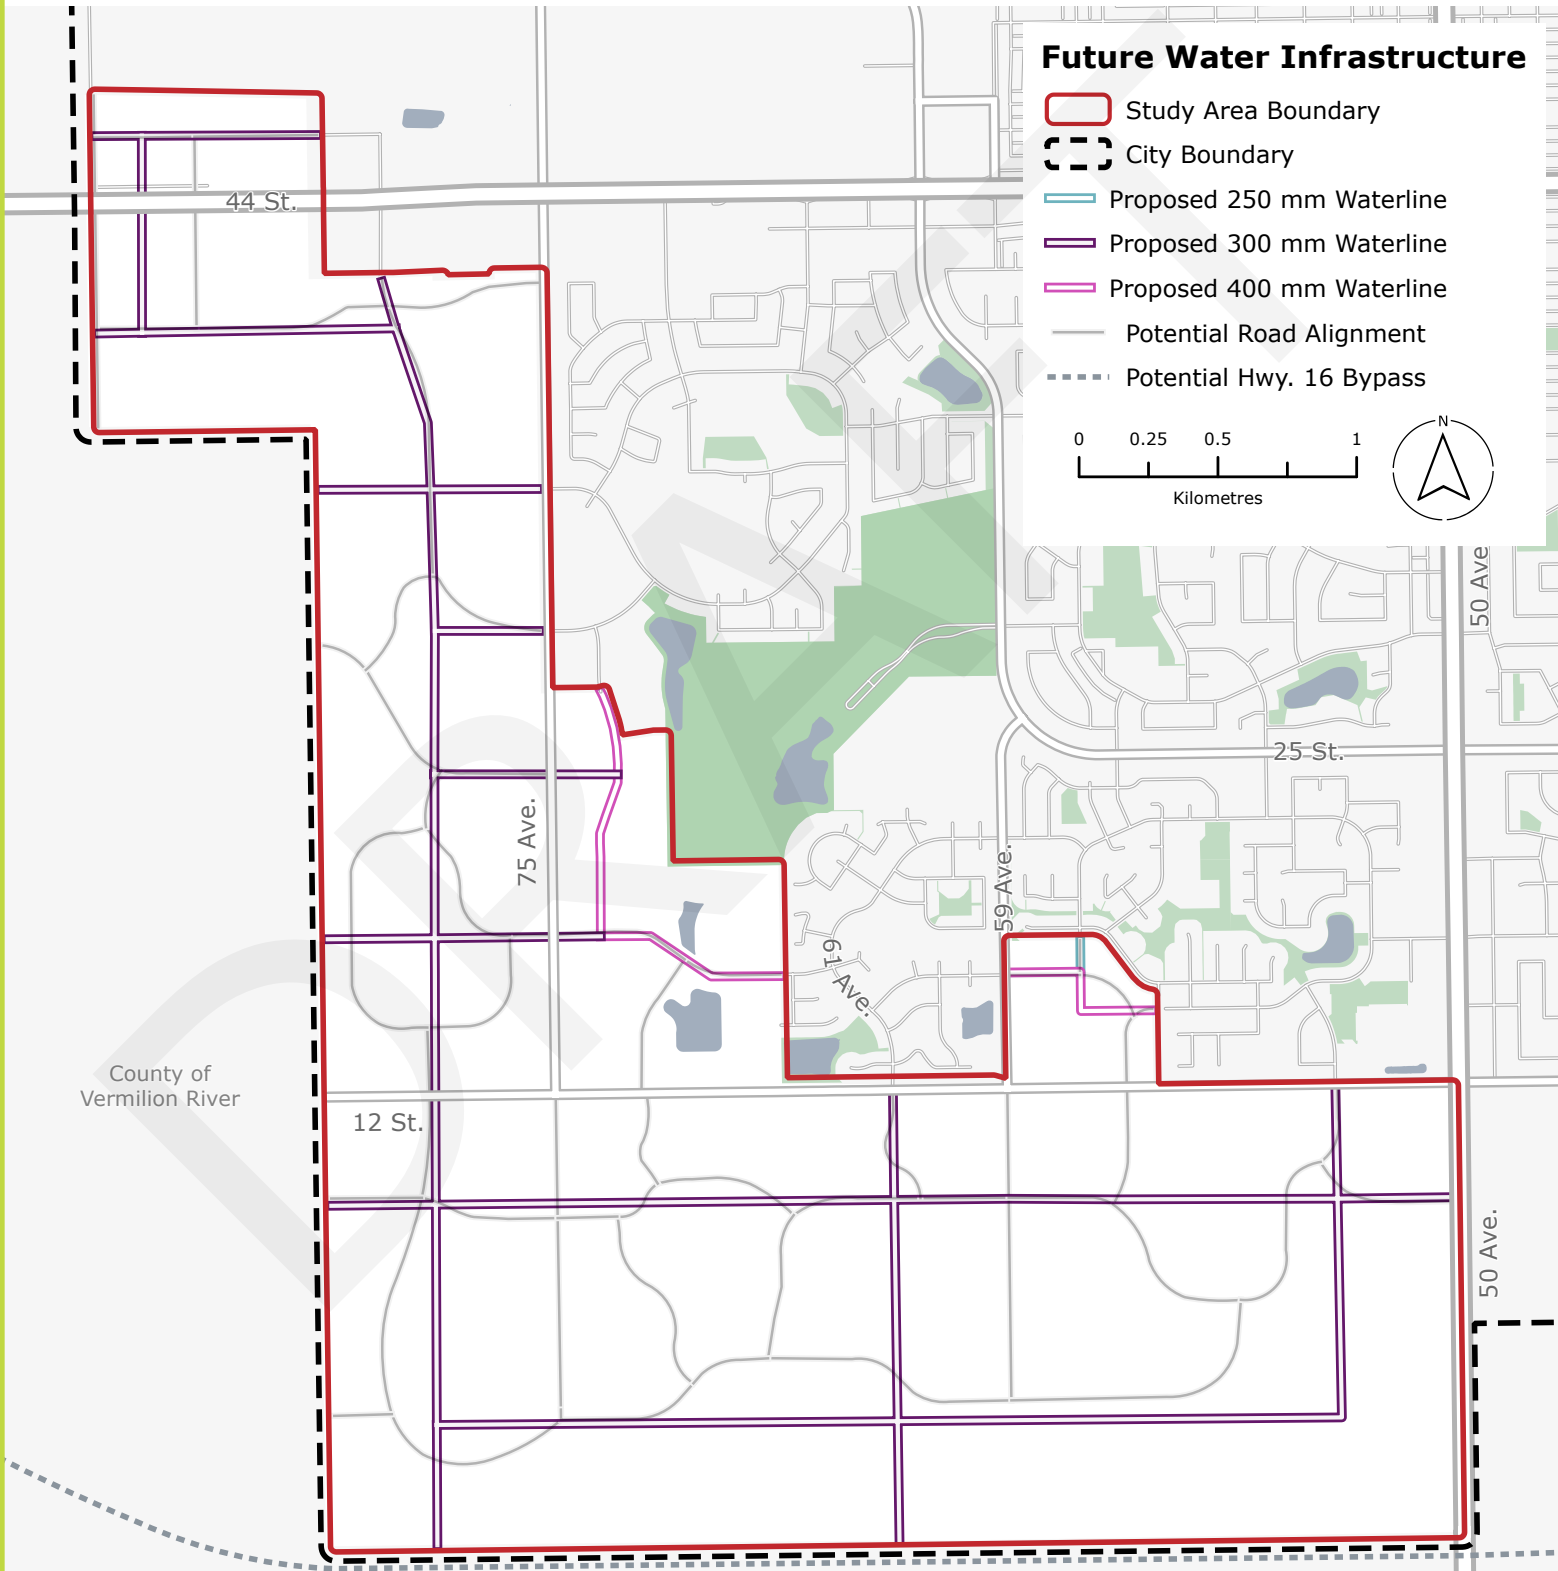 Future Water Infrastructure
Study Area Boundary
City Boundary
Proposed 250 mm Waterline
Proposed 300 mm Waterline
Proposed 400 mm Waterline
Potential Road Alignment
Potential Hwy. 16 Bypass
0 0.25 0.5 1
Kilometres
N
44 St.
50 Ave.
25 St.
75 Ave.
59 Ave.
61 Ave.
County of
Vermilion River
12 St.
50 Ave.
DRAFT